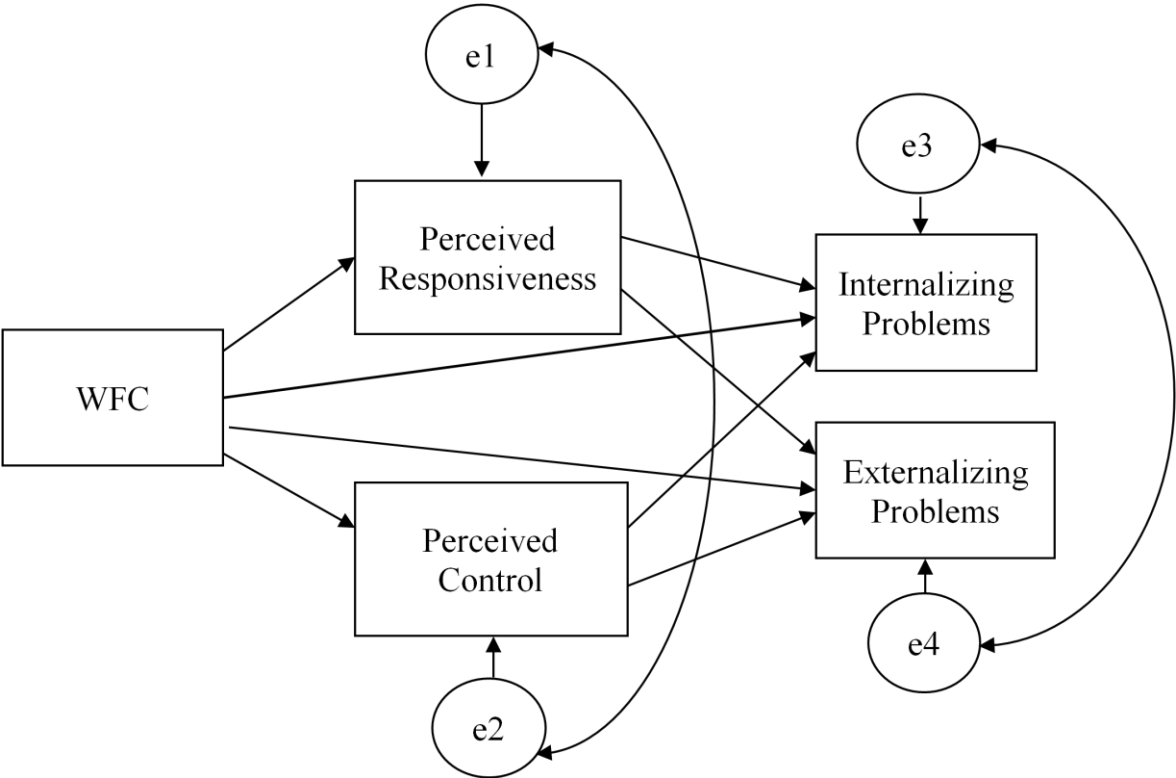 e1
e3
Perceived
Responsiveness
Internalizing
Problems
WFC
Externalizing
Problems
Perceived
Control
e4
e2